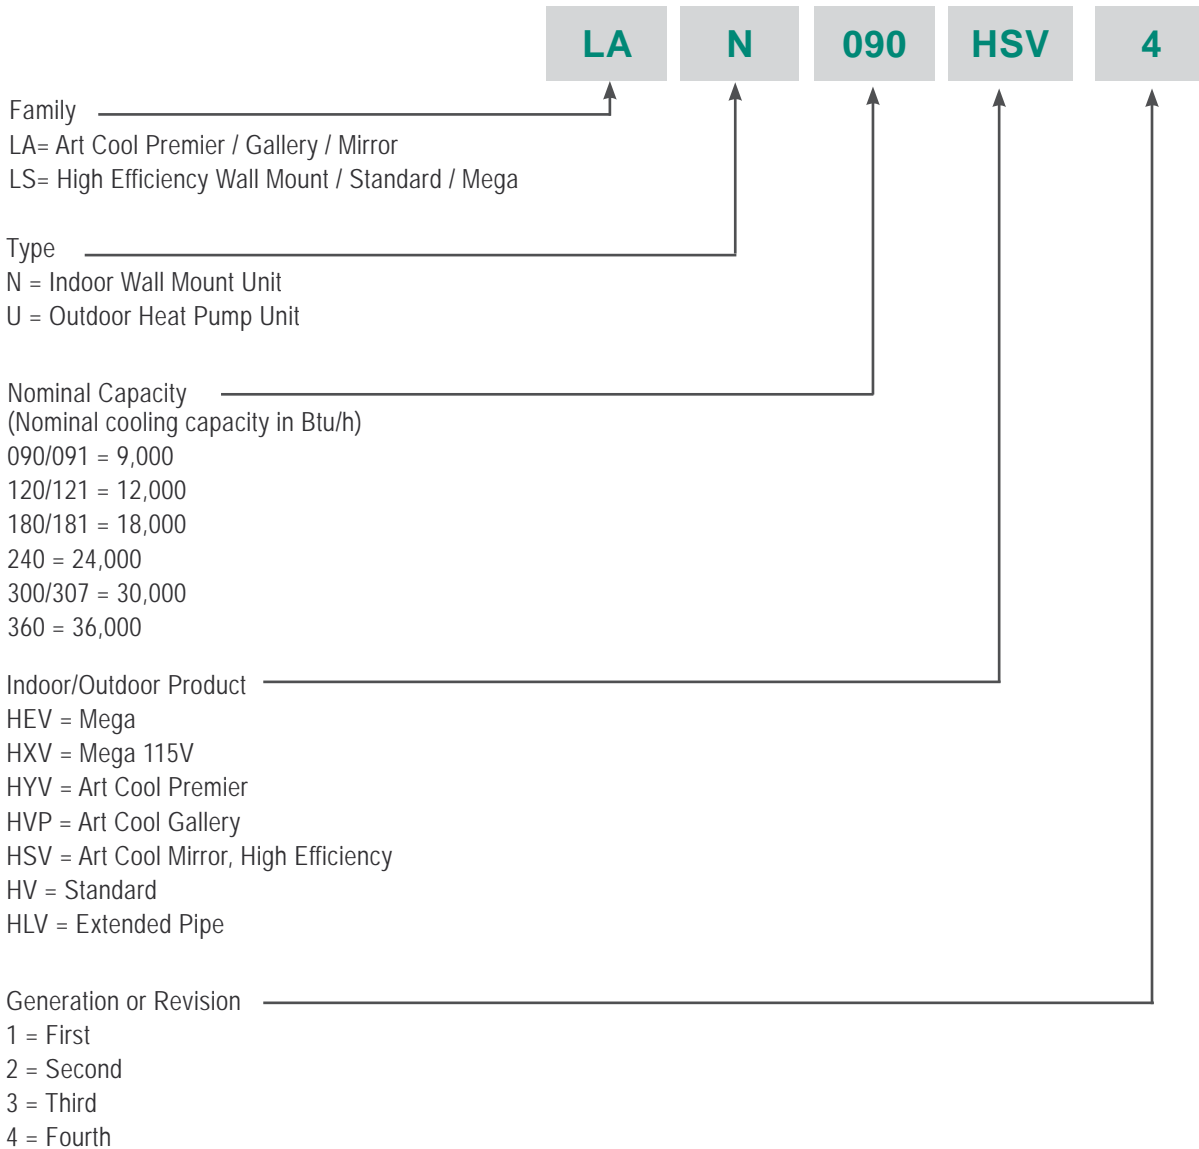 LA N 090 HSV 4
Family
LA= Art Cool Premier / Gallery / Mirror
LS= High Efficiency Wall Mount / Standard / Mega
Type
N = Indoor Wall Mount Unit
U = Outdoor Heat Pump Unit
Nominal Capacity
(Nominal cooling capacity in Btu/h)
090/091 = 9,000
120/121 = 12,000
180/181 = 18,000
240 = 24,000
300/307 = 30,000
360 = 36,000
Indoor/Outdoor Product
HEV = Mega
HXV = Mega 115V
HYV = Art Cool Premier
HVP = Art Cool Gallery
HSV = Art Cool Mirror, High Efficiency
HV = Standard
HLV = Extended Pipe
Generation or Revision
1 = First
2 = Second
3 = Third
4 = Fourth